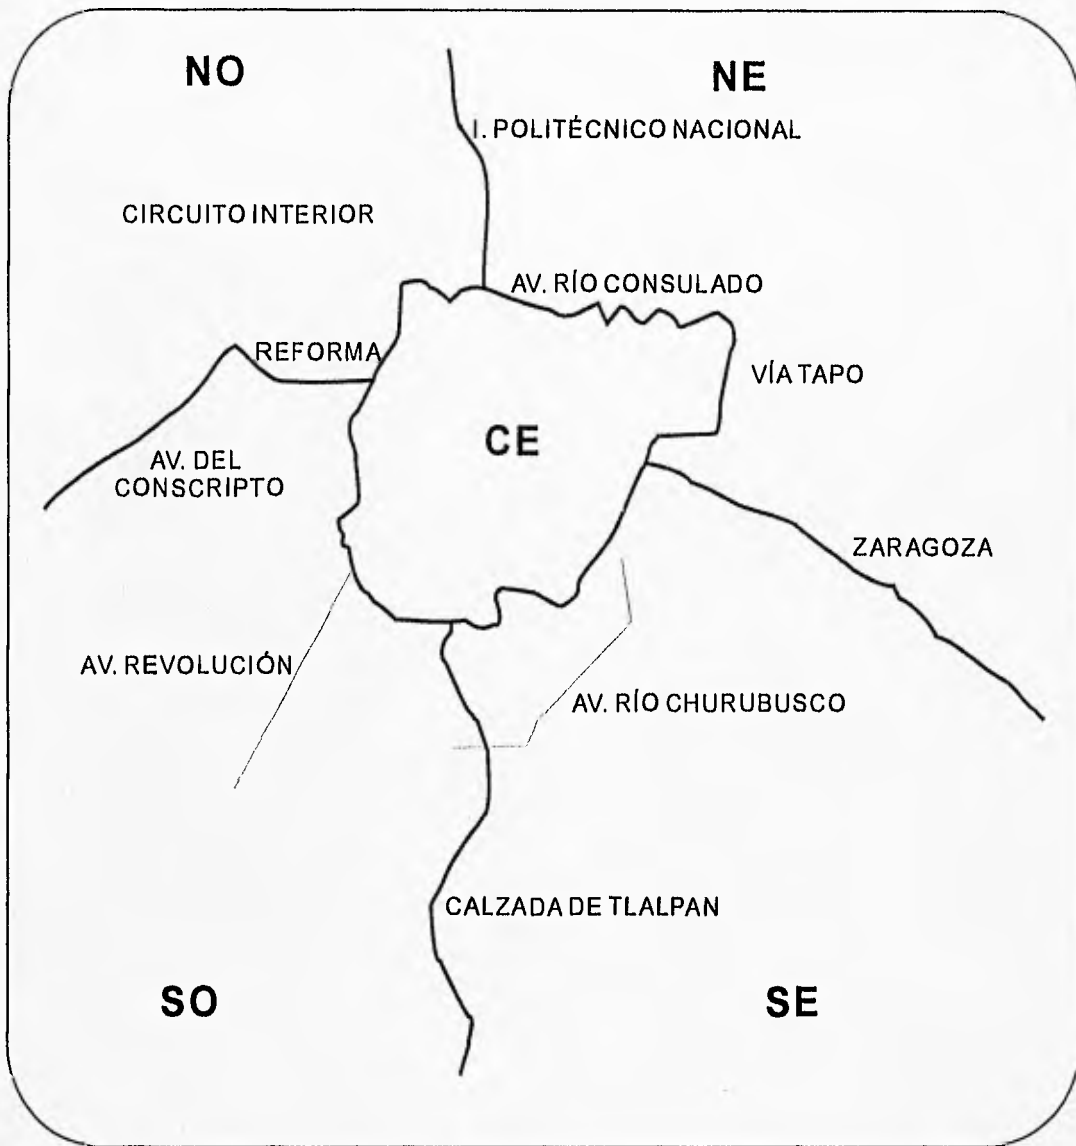 NO
NE
I. POLITÉCNICO NACIONAL
CIRCUITO INTERIOR
AV. RÍO CONSULADO
REFORMA
VÍA TAPO
CE
AV. DEL
CONSCRIPTO
ZARAGOZA
AV. REVOLUCIÓN
AV. RÍO CHURUBUSCO
CALZADA DE TLALPAN
SO
SE